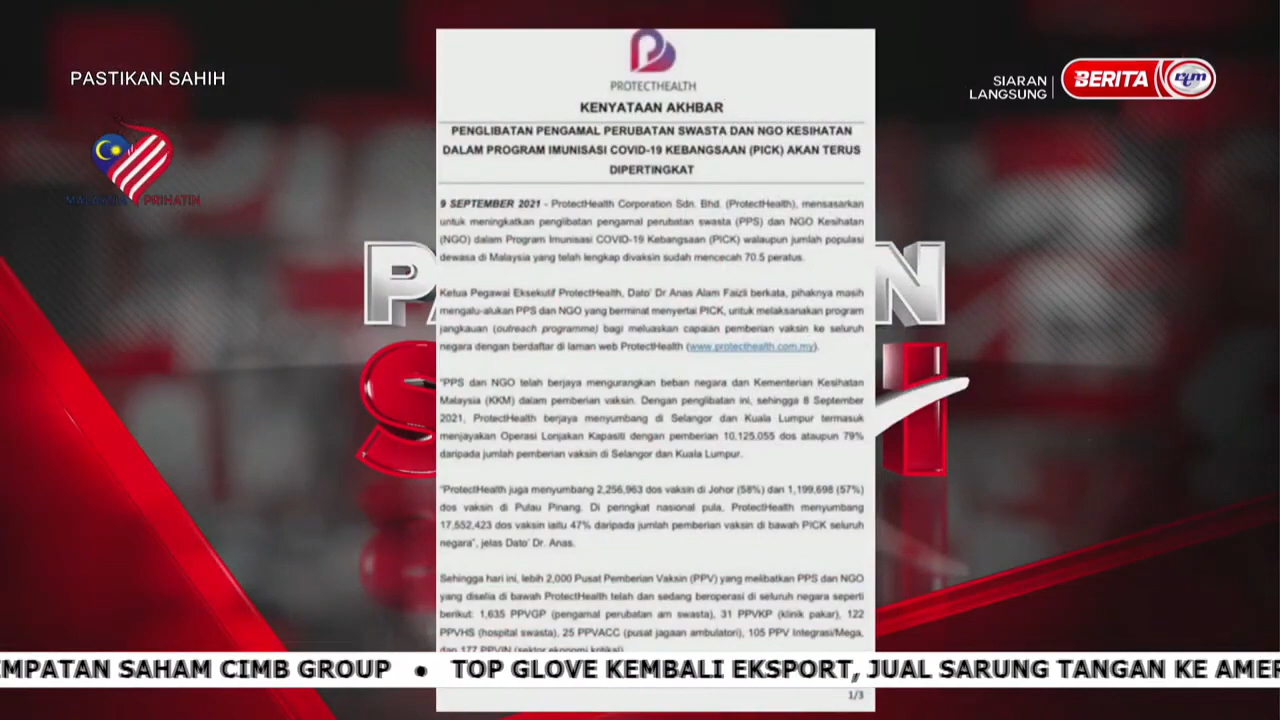 PASTIKAN SAHIH
MALAYSIA PRIHATIN
SIARAN
LANGSUNG
BERITA
rtm
PROTECTHEALTH
KENYATAAN AKHBAR
PENGLIBATAN PENGAMAL PERUBATAN SWASTA DAN NGO KESIHATAN
DALAM PROGRAM IMUNISASI COVID-19 KEBANGSAAN (PICK) AKAN TERUS
DIPERTINGKAT
9 SEPTEMBER 2021 - ProtectHealth Corporation Sdn. Bhd. (ProtectHealth), mensasarkan
untuk meningkatkan penglibatan pengamal perubatan swasta (PPS) dan NGO Kesihatan
(NGO) dalam Program Imunisasi COVID-19 Kebangsaan (PICK) walaupun jumlah populasi
dewasa di Malaysia yang telah lengkap divaksin sudah mencecah 70.5 peratus.
Ketua Pegawai Eksekutif ProtectHealth, Dato' Dr Anas Alam Faizli berkata, pihaknya masih
mengalu-alukan PPS dan NGO yang berminat menyertai PICK, untuk melaksanakan program
jangkauan (outreach programme) bagi meluaskan capaian pemberian vaksin ke seluruh
negara dengan berdaftar di laman web ProtectHealth (www.protecthealth.com.my).
"PPS dan NGO telah berjaya mengurangkan beban negara dan Kementerian Kesihatan
Malaysia (KKM) dalam pemberian vaksin. Dengan penglibatan ini, sehingga 8 September
2021, ProtectHealth berjaya menyumbang di Selangor dan Kuala Lumpur termasuk
menjayakan Operasi Lonjakan Kapasiti dengan pemberian 10,125,055 dos ataupun 79%
daripada jumlah pemberian vaksin di Selangor dan Kuala Lumpur.
"ProtectHealth juga menyumbang 2,256,963 dos vaksin di Johor (58%) dan 1,199,698 (57%)
dos vaksin di Pulau Pinang. Di peringkat nasional pula, ProtectHealth menyumbang
17,552,423 dos vaksin iaitu 47% daripada jumlah pemberian vaksin di bawah PICK seluruh
negara", jelas Dato' Dr. Anas.
Sehingga hari ini, lebih 2,000 Pusat Pemberian Vaksin (PPV) yang melibatkan PPS dan NGO
yang diselia di bawah ProtectHealth telah dan sedang beroperasi di seluruh negara seperti
berikut: 1,635 PPVGP (pengamal perubatan am swasta), 31 PPVKP (klinik pakar), 122
PPVHS (hospital swasta), 25 PPVACC (pusat jagaan ambulatori), 105 PPV Integrasi/Mega,
dan 177 PPVIN (sektor ekonomi kritikal).
EMPATAN SAHAM CIMB GROUP • TOP GLOVE KEMBALI EKSPORT, JUAL SARUNG TANGAN KE AMER
1/3